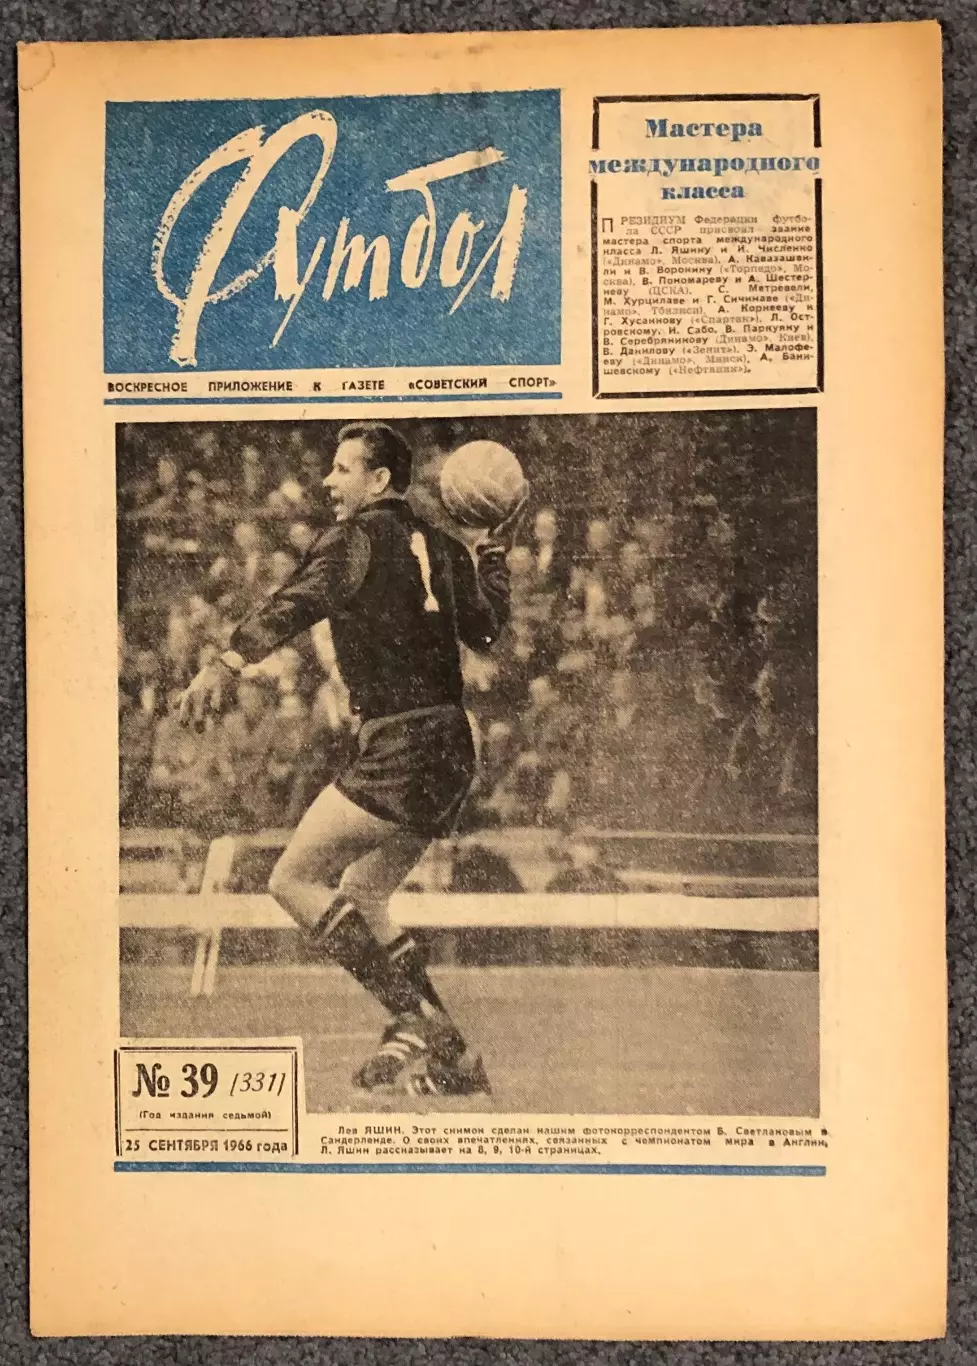 Футбол
ВОСКРЕСНОЕ ПРИЛОЖЕНИЕ К ГАЗЕТЕ «СОВЕТСКИЙ СПОРТ»
Мастера
международного
класса
ПРЕЗИДИУМ Федерации футбо-
ла СССР присвоил звание
мастера спорта международного
класса Л. Яшину и И. Численко
(«Динамо», Москва), А. Кавазашви-
ли и В. Воронину («Торпедо», Мо-
сква), В. Пономареву и А. Шестер-
неву (ЦСКА), С. Метревели,
М. Хурцилаве и Г. Сичинаве («Ди-
намо», Тбилиси), А. Корнееву и
Г. Хусаинову («Спартак»), Л. Ост-
ровскому, И. Сабо, В. Паркуяну и
В. Серебряникову (Динамо», Киев),
В. Данилову («Зенит»), Э. Малофе-
еву («Динамо», Минск), А. Бани-
шевскому («Нефтяник»).
1
№ 39 [331]
(Год издания седьмой)
25 СЕНТЯБРЯ 1966 года
Лев ЯШИН. Этот снимок сделан нашим фотокорреспондентом Б. Светлановым в
Сандерленде. О своих впечатлениях, связанных с чемпионатом мира в Англии,
Л. Яшин рассказывает на 8, 9, 10-й страницах.